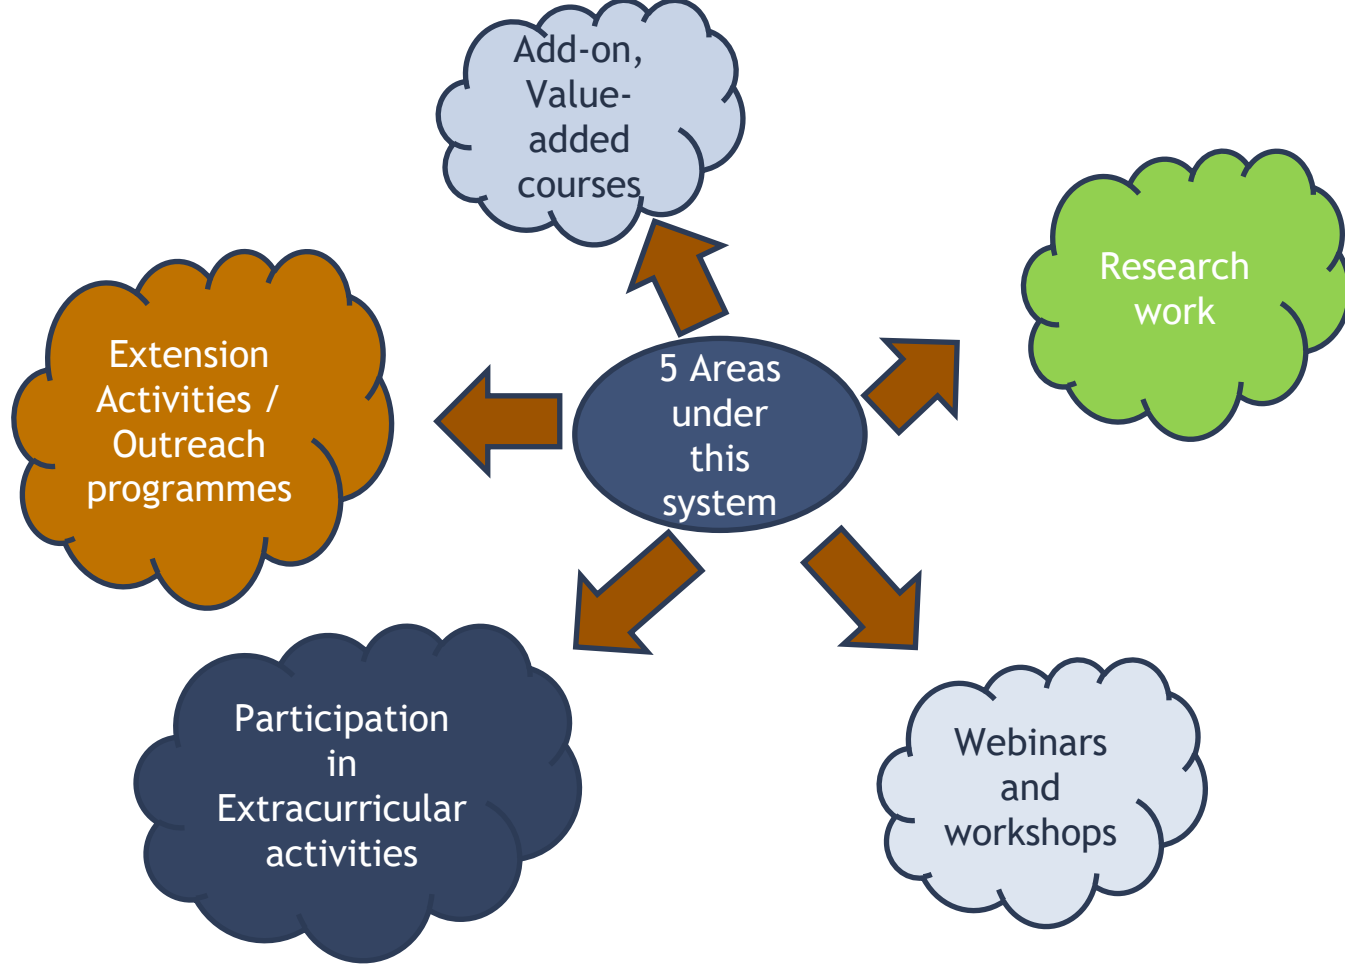 Add-on,
Value-
added
courses
Research
work
Extension
Activities /
Outreach
programmes
5 Areas
under
this
system
Participation
in
Extracurricular
activities
Webinars
and
workshops